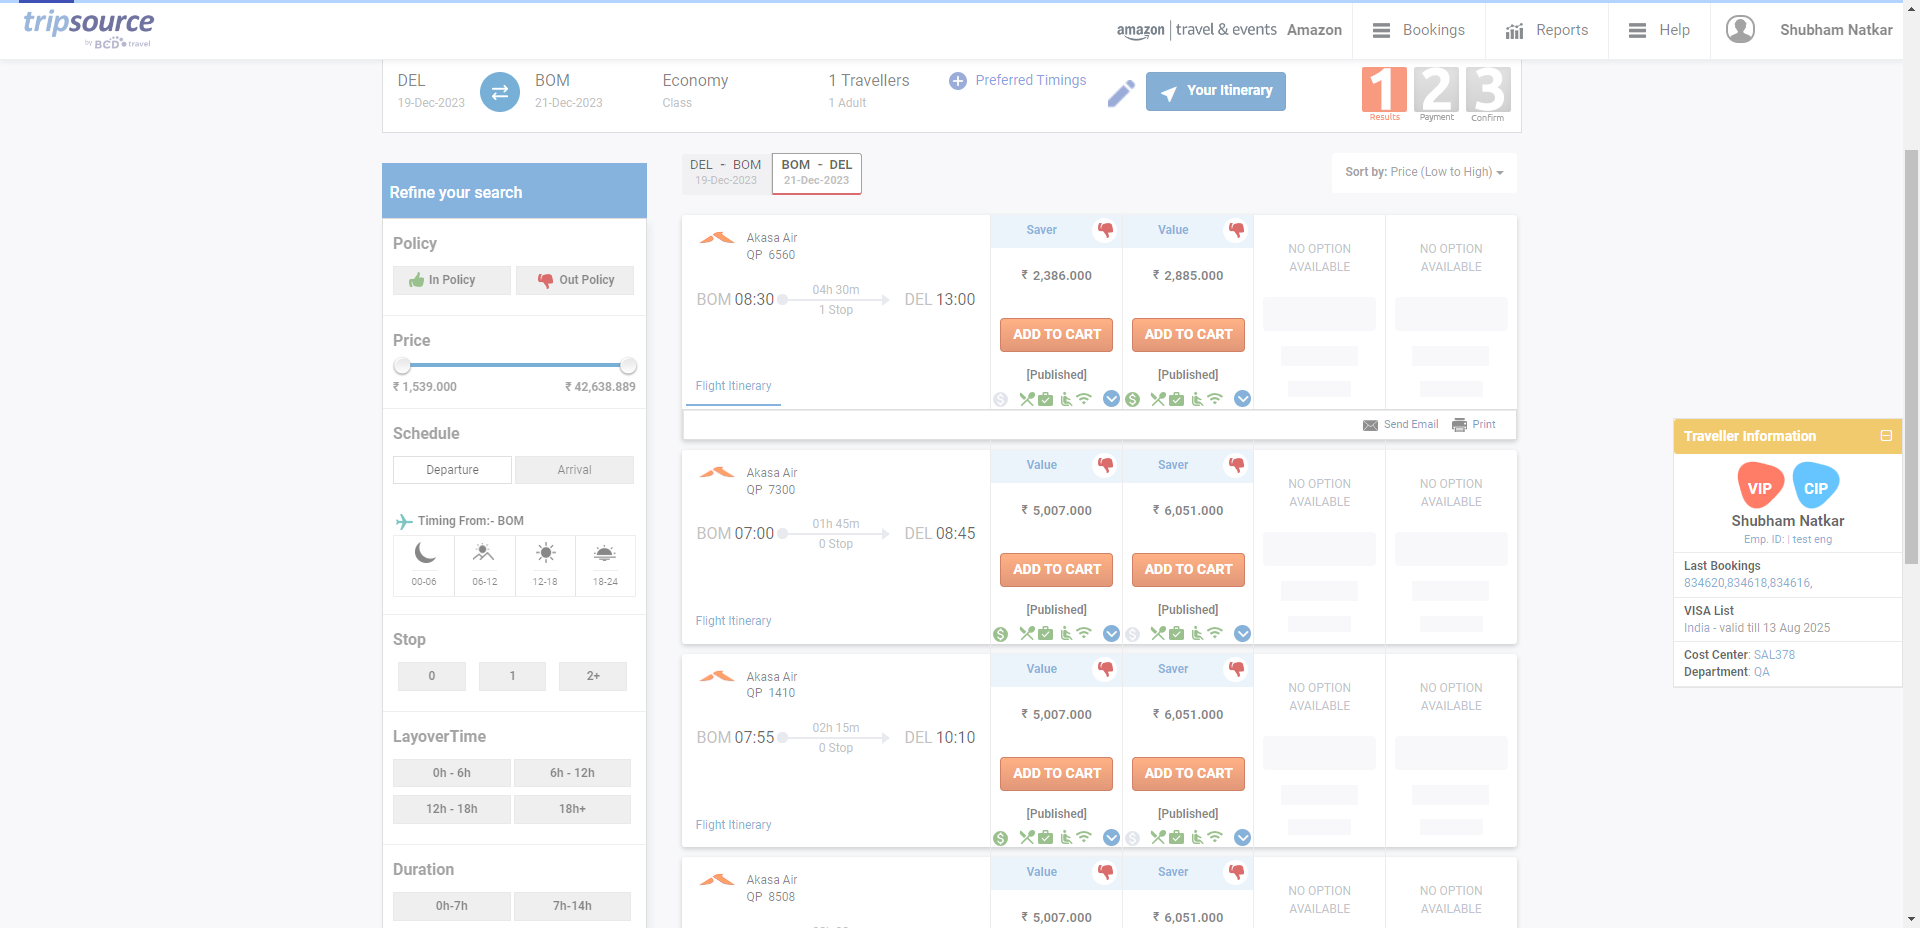 tripsource
by BCD travel
amazon | travel & events Amazon
Bookings
Reports
Help
Shubham Natkar
DEL
19-Dec-2023
BOM
21-Dec-2023
Economy
Class
1 Travellers
1 Adult
Preferred Timings
Your Itinerary
1 2 3
Results Payment Confirm
Refine your search
Policy
In Policy
Out Policy
Price
₹ 1,539.000
₹ 42,638.889
Schedule
Departure
Arrival
Timing From:- BOM
00-06
06-12
12-18
18-24
Stop
0
1
2+
LayoverTime
0h - 6h
6h - 12h
12h - 18h
18h+
Duration
0h-7h
7h-14h
DEL - BOM
19-Dec-2023
BOM - DEL
21-Dec-2023
Sort by: Price (Low to High)
Akasa Air
QP 6560
BOM 08:30
04h 30m
1 Stop
DEL 13:00
Flight Itinerary
Saver
₹ 2,386.000
ADD TO CART
[Published]
Value
₹ 2,885.000
ADD TO CART
[Published]
NO OPTION
AVAILABLE
NO OPTION
AVAILABLE
Send Email
Print
Akasa Air
QP 7300
BOM 07:00
01h 45m
0 Stop
DEL 08:45
Flight Itinerary
Value
₹ 5,007.000
ADD TO CART
[Published]
Saver
₹ 6,051.000
ADD TO CART
[Published]
NO OPTION
AVAILABLE
NO OPTION
AVAILABLE
Akasa Air
QP 1410
BOM 07:55
02h 15m
0 Stop
DEL 10:10
Flight Itinerary
Value
₹ 5,007.000
ADD TO CART
[Published]
Saver
₹ 6,051.000
ADD TO CART
[Published]
NO OPTION
AVAILABLE
NO OPTION
AVAILABLE
Akasa Air
QP 8508
Value
₹ 5,007.000
Saver
₹ 6,051.000
NO OPTION
AVAILABLE
NO OPTION
AVAILABLE
Traveller Information
VIP
CIP
Shubham Natkar
Emp. ID: | test eng
Last Bookings
834620,834618,834616,
VISA List
India - valid till 13 Aug 2025
Cost Center: SAL378
Department: QA